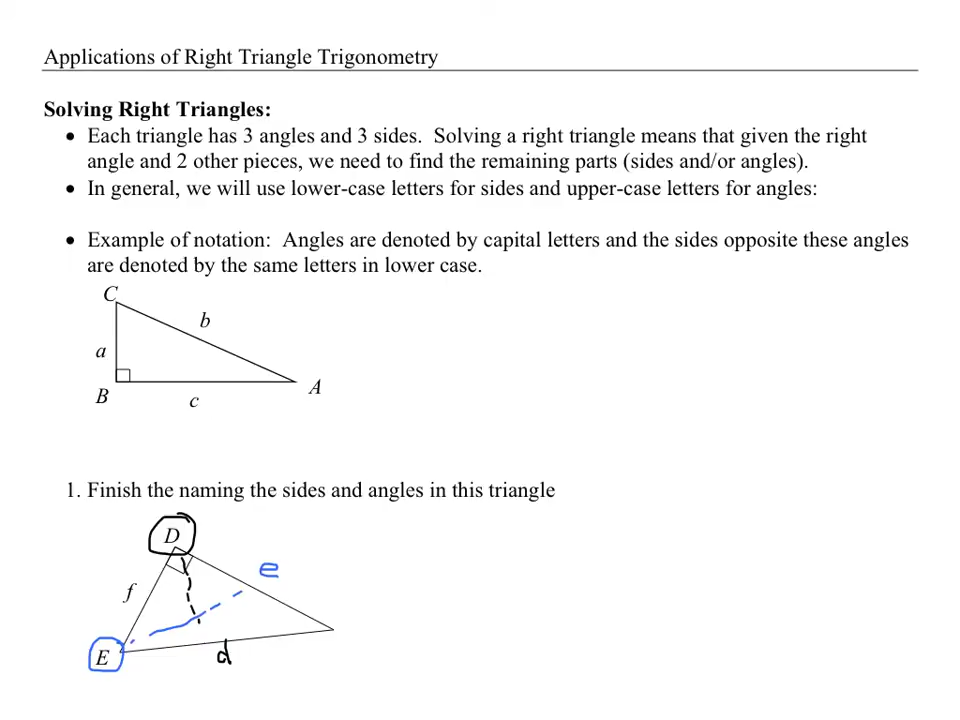 Applications of Right Triangle Trigonometry
Solving Right Triangles:
• Each triangle has 3 angles and 3 sides.  Solving a right triangle means that given the right
angle and 2 other pieces, we need to find the remaining parts (sides and/or angles).
• In general, we will use lower-case letters for sides and upper-case letters for angles:
• Example of notation:  Angles are denoted by capital letters and the sides opposite these angles
are denoted by the same letters in lower case.
C
b
a
B
c
A
1. Finish the naming the sides and angles in this triangle
D
e
f
E
d